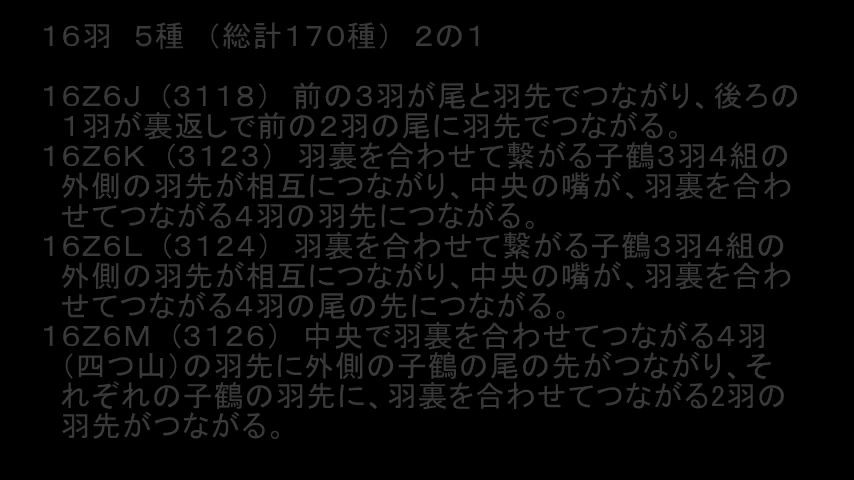 16羽　5種　（総計170種）　2の1
16Z6J（3118）　前の3羽が尾と羽先でつながり、後ろの
1羽が裏返しで前の2羽の尾に羽先でつながる。
16Z6K（3123）　羽裏を合わせて繋がる子鶴3羽4組の
外側の羽先が相互につながり、中央の嘴が、羽裏を合わ
せてつながる4羽の羽先につながる。
16Z6L（3124）　羽裏を合わせて繋がる子鶴3羽4組の
外側の羽先が相互につながり、中央の嘴が、羽裏を合わ
せてつながる4羽の尾の先につながる。
16Z6M（3126）　中央で羽裏を合わせてつながる4羽
（四つ山）の羽先に外側の子鶴の尾の先がつながり、そ
れぞれの子鶴の羽先に、羽裏を合わせてつながる2羽の
羽先がつながる。